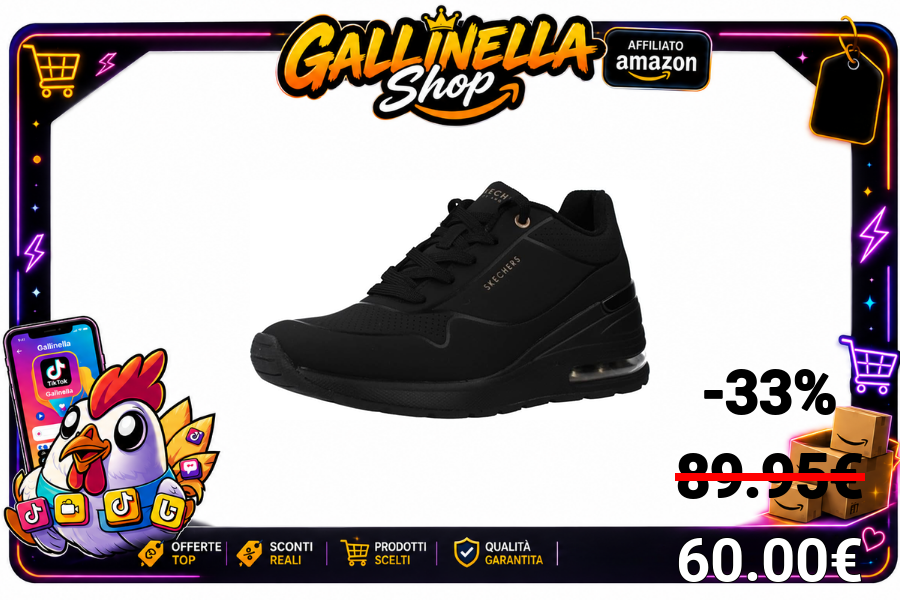 GALLINELLA
Shop
AFFILIATO
amazon
SKECHERS
Gallinella
TikTok
Gallinella
-33%
89.95€
60.00€
OFFERTE
TOP
SCONTI
REALI
PRODOTTI
SCELTI
QUALITÀ
GARANTITA